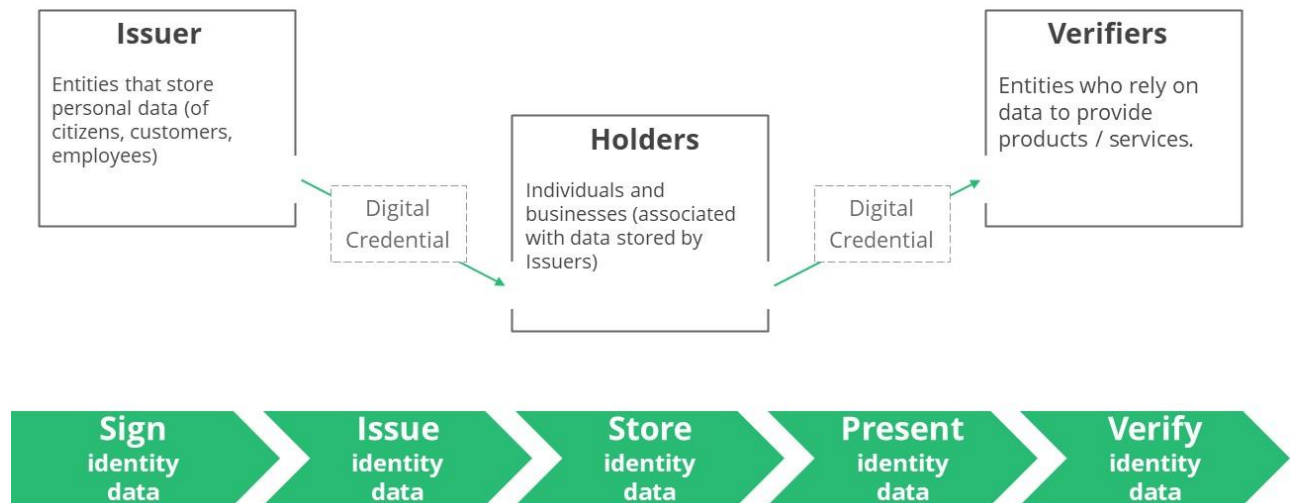 Issuer
Entities that store
personal data (of
citizens, customers,
employees)
Digital
Credential
Holders
Individuals and
businesses (associated
with data stored by
Issuers)
Digital
Credential
Verifiers
Entities who rely on
data to provide
products / services.
Sign
identity
data
Issue
identity
data
Store
identity
data
Present
identity
data
Verify
identity
data